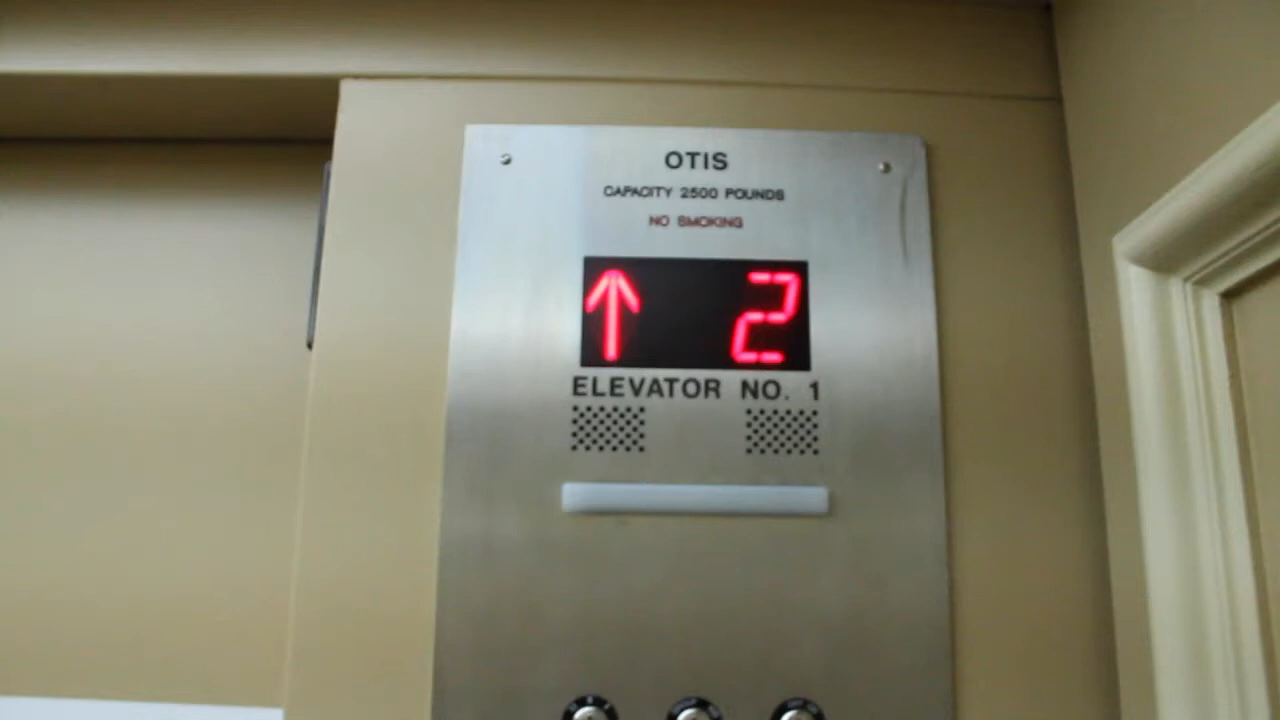 OTIS
CAPACITY 2500 POUNDS
NO SMOKING
↑ 2
ELEVATOR NO. 1